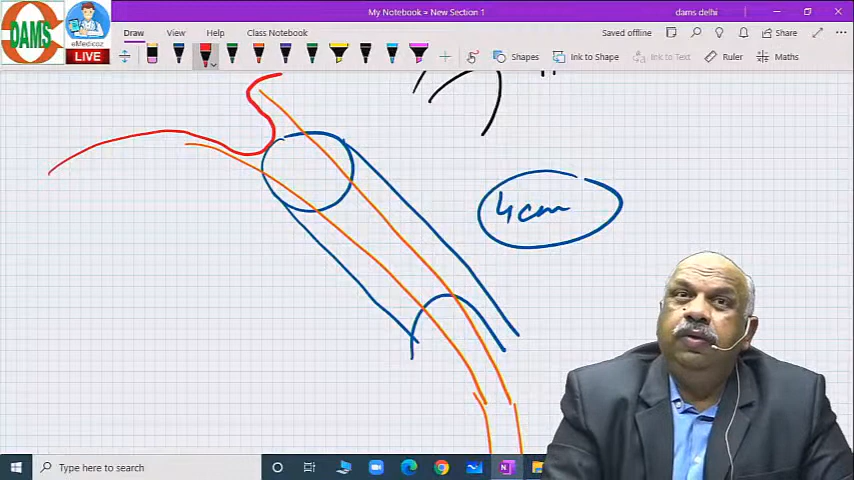 My Notebook » New Section 1
dams delhi
DAMS
eMedicoz
LIVE
Draw
View
Help
Class Notebook
Saved offline
Share
Shapes
Ink to Shape
Ink to Text
Ruler
Maths
4cm
Type here to search